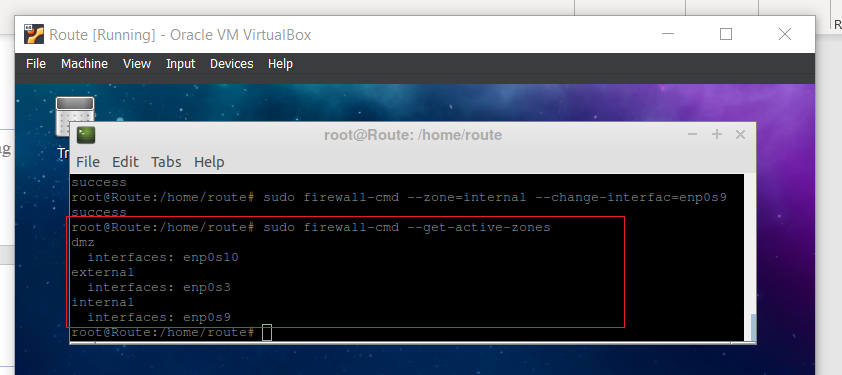 R
Route [Running] - Oracle VM VirtualBox
File Machine View Input Devices Help
root@Route: /home/route
File Edit Tabs Help
success
root@Route:/home/route# sudo firewall-cmd --zone=internal --change-interfac=enp0s9
success
root@Route:/home/route# sudo firewall-cmd --get-active-zones
dmz
interfaces: enp0s10
external
interfaces: enp0s3
internal
interfaces: enp0s9
root@Route:/home/route#